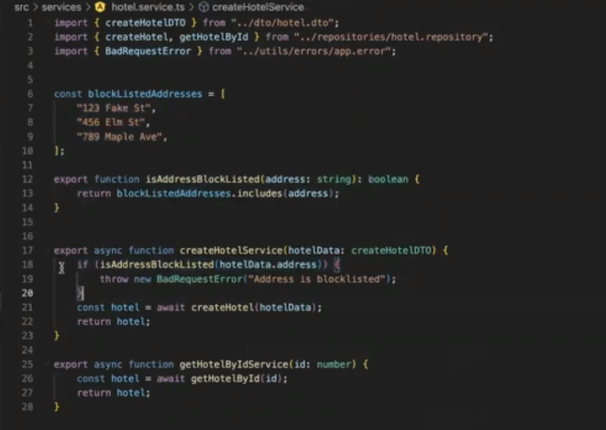 src > services > hotel.service.ts > createHotelService
1 import { createHotelDTO } from "../dto/hotel.dto";
2 import { createHotel, getHotelById } from "../repositories/hotel.repository";
3 import { BadRequestError } from "../utils/errors/app.error";
4
5
6 const blockListedAddresses = [
7 "123 Fake St",
8 "456 Elm St",
9 "789 Maple Ave",
10 ];
11
12 export function isAddressBlockListed(address: string): boolean {
13 return blockListedAddresses.includes(address);
14 }
15
16
17 export async function createHotelService(hotelData: createHotelDTO) {
18 if (isAddressBlockListed(hotelData.address)) {
19 throw new BadRequestError("Address is blocklisted");
20 }
21 const hotel = await createHotel(hotelData);
22 return hotel;
23 }
24
25 export async function getHotelByIdService(id: number) {
26 const hotel = await getHotelById(id);
27 return hotel;
28 }